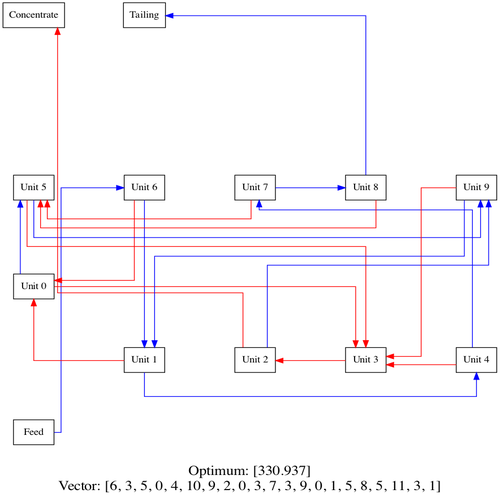 Concentrate Tailing
Unit 5 Unit 6 Unit 7 Unit 8 Unit 9
Unit 0
Unit 1 Unit 2 Unit 3 Unit 4
Feed
Optimum: [330.937]
Vector: [6, 3, 5, 0, 4, 10, 9, 2, 0, 3, 7, 3, 9, 0, 1, 5, 8, 5, 11, 3, 1]